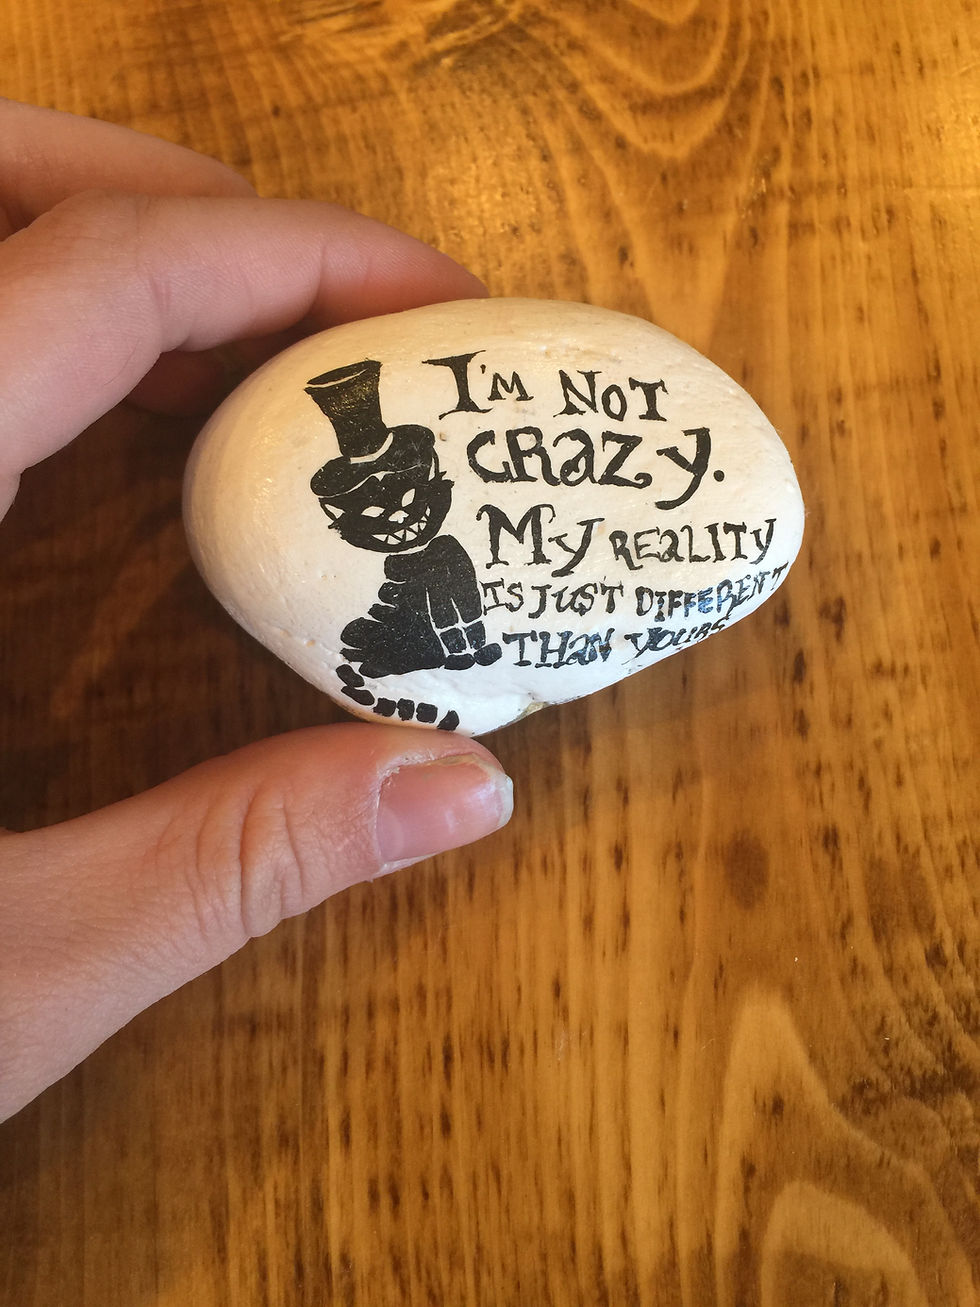 I'm NOT
CRazy.
My REaLITY
IS JUST DIFFERENT
THaN YOURS